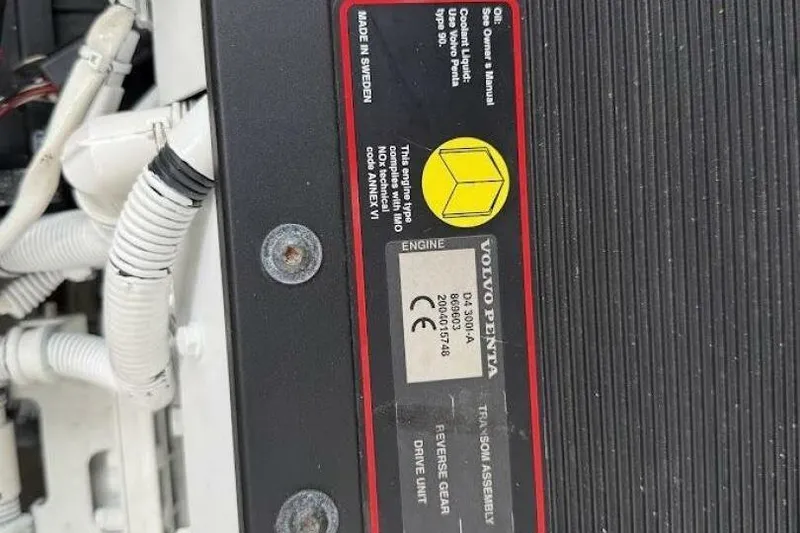 Oil:
See Owner's Manual
Coolant Liquid:
Use Volvo Penta
type 90.
MADE IN SWEDEN
This engine type
complies with IMO
NOx technical
code ANNEX VI
VOLVO PENTA
ENGINE
D4 300I-A
869603
2004015748
CE
TRANSOM ASSEMBLY
REVERSE GEAR
DRIVE UNIT